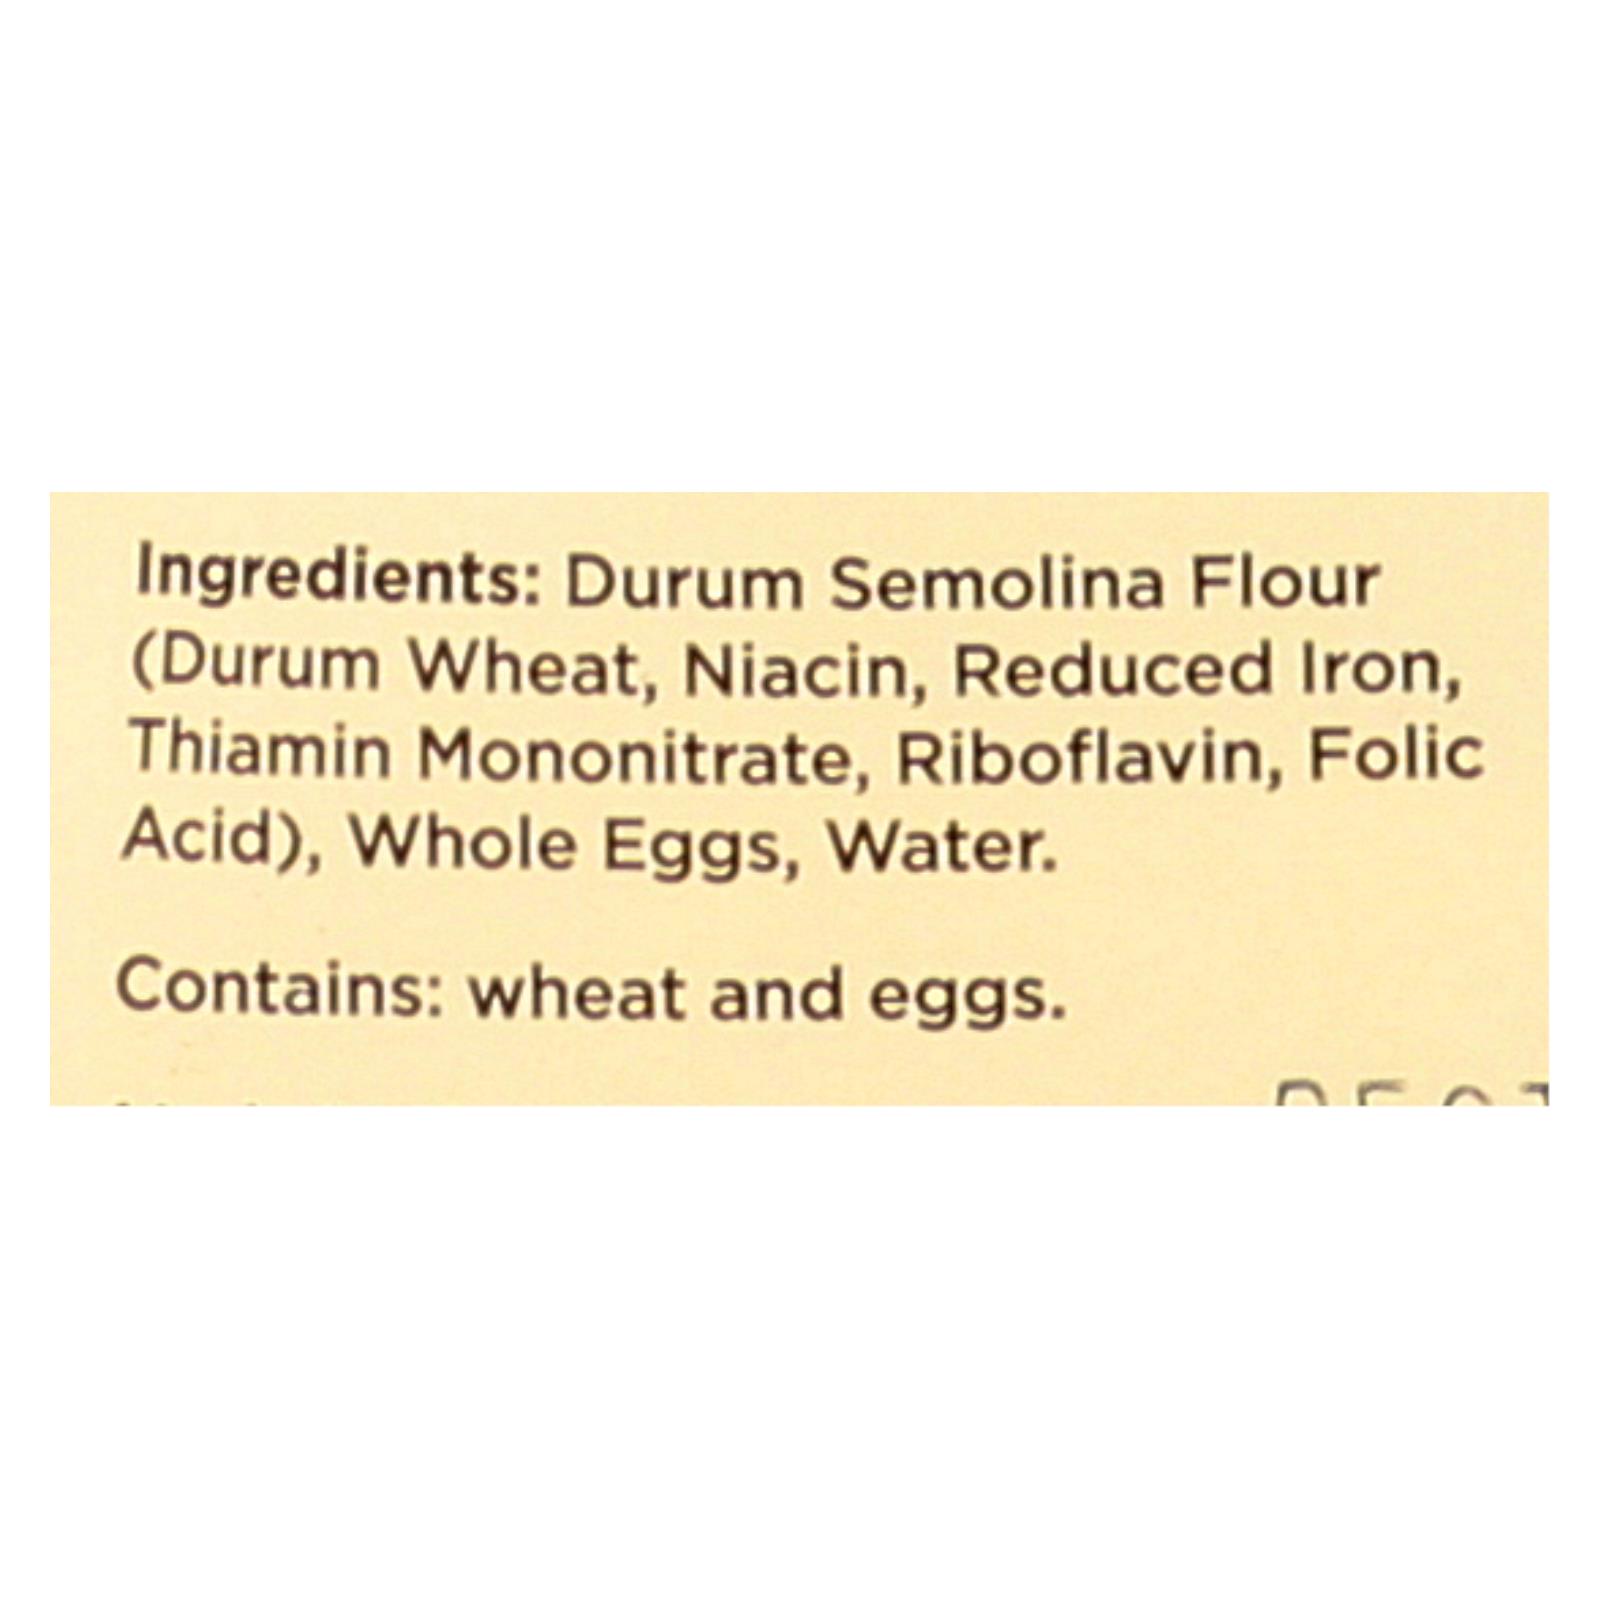 Ingredients: Durum Semolina Flour
(Durum Wheat, Niacin, Reduced Iron,
Thiamin Mononitrate, Riboflavin, Folic
Acid), Whole Eggs, Water.
Contains: wheat and eggs.